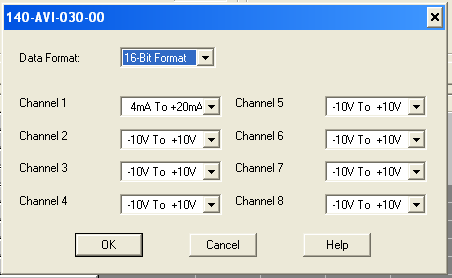 140-AVI-030-00
Data Format: 16-Bit Format
Channel 1 4mA To +20mA Channel 5 -10V To +10V
Channel 2 -10V To +10V Channel 6 -10V To +10V
Channel 3 -10V To +10V Channel 7 -10V To +10V
Channel 4 -10V To +10V Channel 8 -10V To +10V
OK Cancel Help